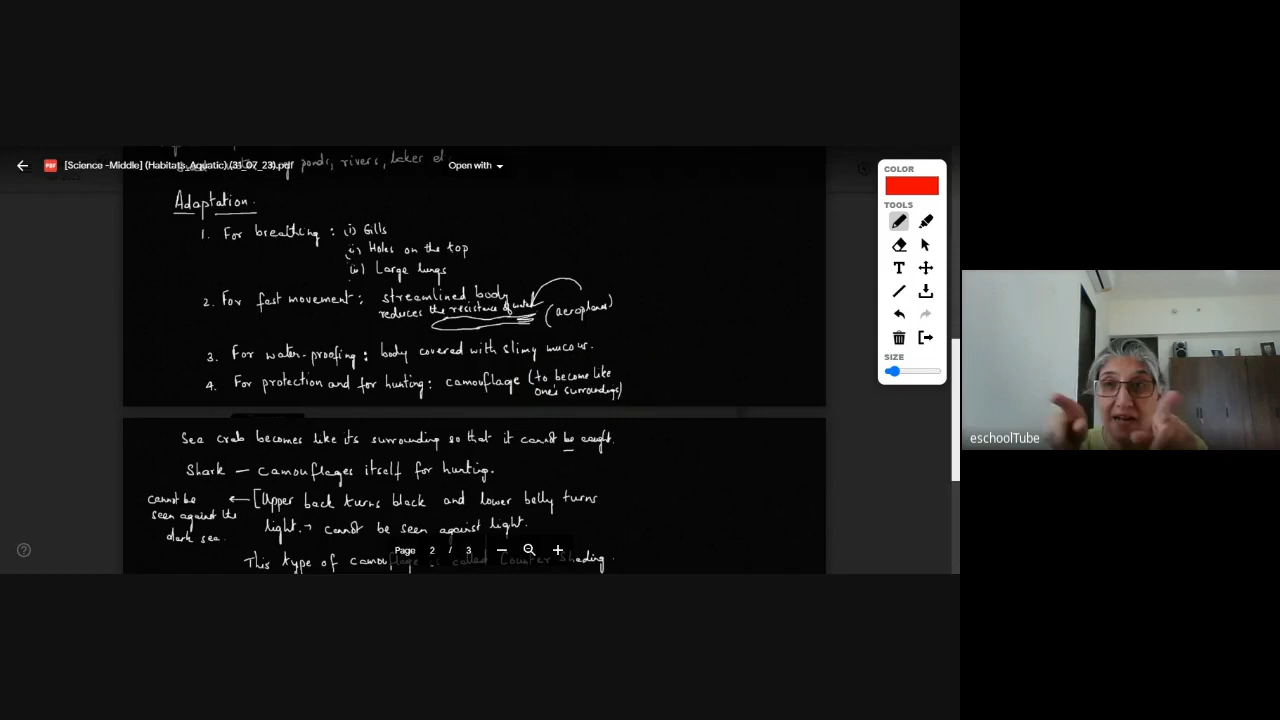 [Science -Middle] (Habitats_Aquatic)_(31_07_23).pdf
Open with
ponds, rivers, lakes et
Adaptation.
1. For breathing : (i) Gills
(ii) Holes on the top
(iii) Large lungs
2. For fast movement : streamlined body
reduces the resistance of water
(aeroplanes)
3. For water-proofing : body covered with slimy mucous.
4. For protection and for hunting : camouflage (to become like
one's surroundings)
Sea crab becomes like its surrounding so that it cannot be caught.
Shark — camouflages itself for hunting.
cannot be
seen against the
dark sea.
← [Upper back turns black and lower belly turns
light. → cannot be seen against light.
This type of camouflage is called Counter Shading.
Page 2 / 3
COLOR
TOOLS
T
SIZE
eschoolTube